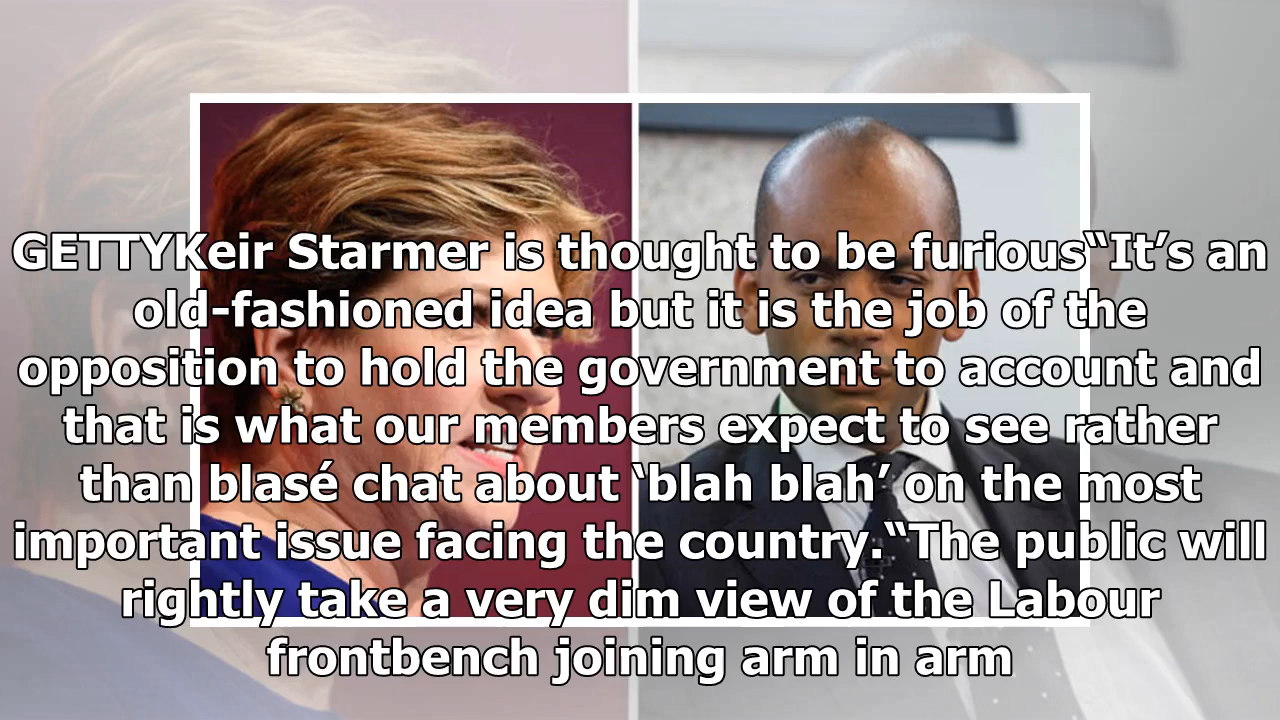 GETTYKeir Starmer is thought to be furious“It’s an
old-fashioned idea but it is the job of the
opposition to hold the government to account and
that is what our members expect to see rather
than blasé chat about ‘blah blah’ on the most
important issue facing the country.“The public will
rightly take a very dim view of the Labour
frontbench joining arm in arm